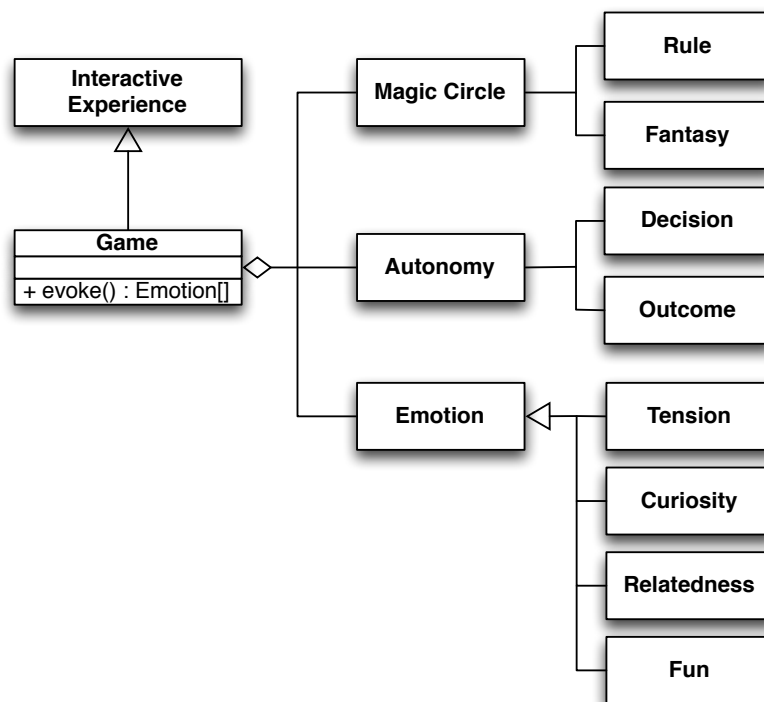 Interactive
Experience
Game
+ evoke() : Emotion[]
Magic Circle
Autonomy
Emotion
Rule
Fantasy
Decision
Outcome
Tension
Curiosity
Relatedness
Fun